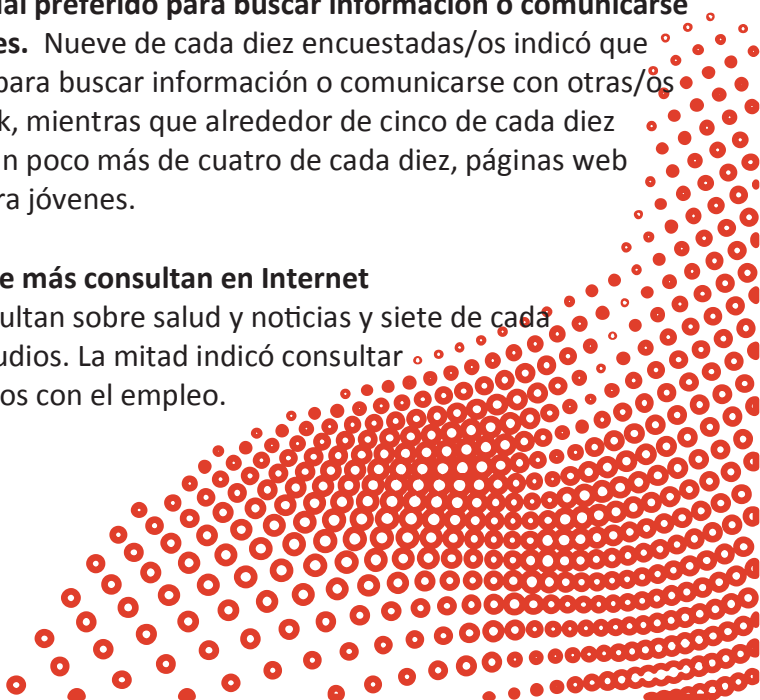 al preferido para buscar información o comunicarse
es. Nueve de cada diez encuestadas/os indicó que
para buscar información o comunicarse con otras/os
k, mientras que alrededor de cinco de cada diez
n poco más de cuatro de cada diez, páginas web
ra jóvenes.
e más consultan en Internet
ultan sobre salud y noticias y siete de cada
udios. La mitad indicó consultar
os con el empleo.